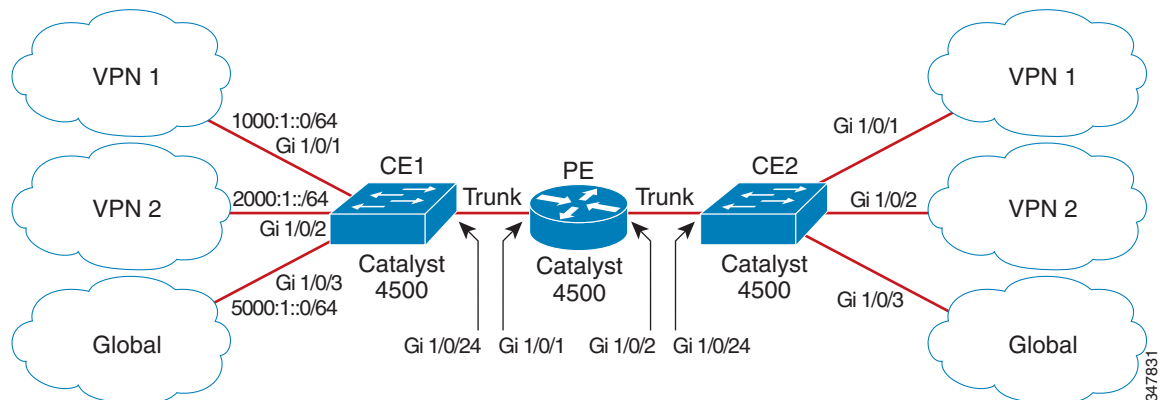 VPN 1
1000:1::0/64
Gi 1/0/1
VPN 2
2000:1::/64
Gi 1/0/2
Global
Gi 1/0/3
5000:1::0/64
CE1
Catalyst
4500
Trunk
PE
Catalyst
4500
Trunk
CE2
Catalyst
4500
Gi 1/0/24
Gi 1/0/1
Gi 1/0/2
Gi 1/0/24
Gi 1/0/1
VPN 1
Gi 1/0/2
VPN 2
Gi 1/0/3
Global
347831